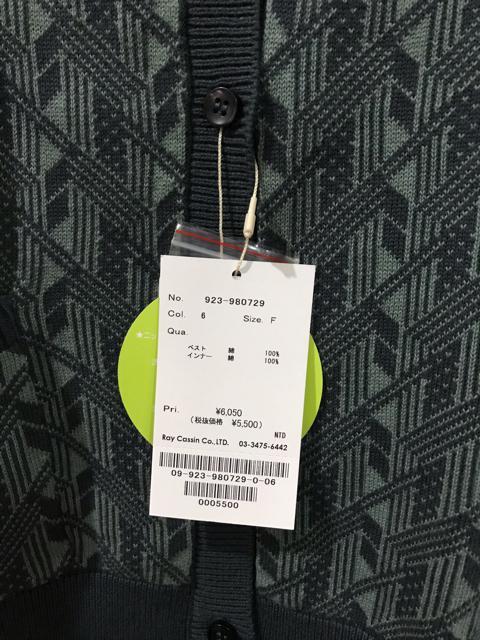 No. 923-980729
Col. 6 Size. F
Qua.
ベスト 綿 100%
インナー 綿 100%
Pri. ¥6,050
(税抜価格 ¥5,500) NTD
Ray Cassin Co.,LTD. 03-3475-6442
09-923-980729-0-06
0005500
★ニッ